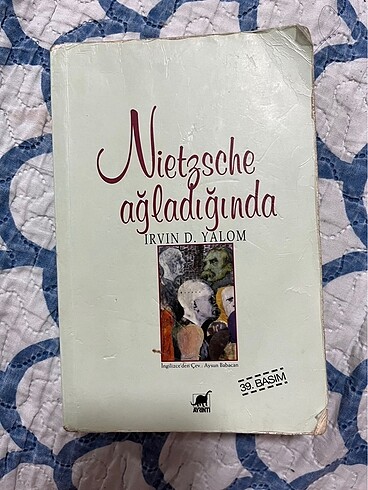 Nietzsche
ağladığında
IRVIN D. YALOM
İngilizce'den Çev.: Aysun Babacan
39. BASIM
AYRINTI